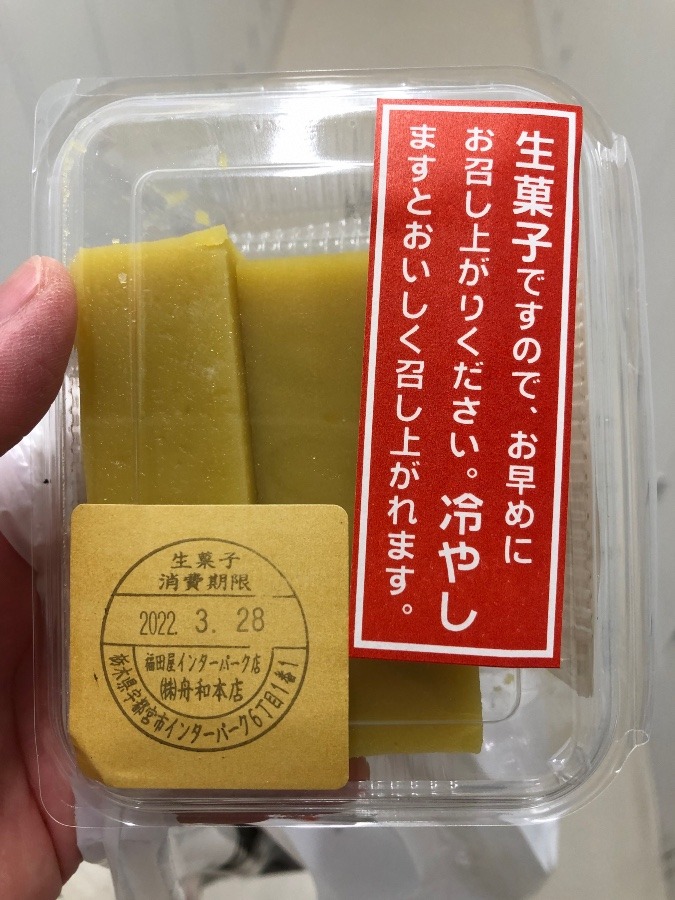 生菓子ですので、お早めに
お召し上がりください。冷やし
ますとおいしく召し上がれます。
生菓子
消費期限
2022. 3. 28
福田屋インターパーク店
㈱舟和本店
栃木県宇都宮市インターパーク6丁目1番1